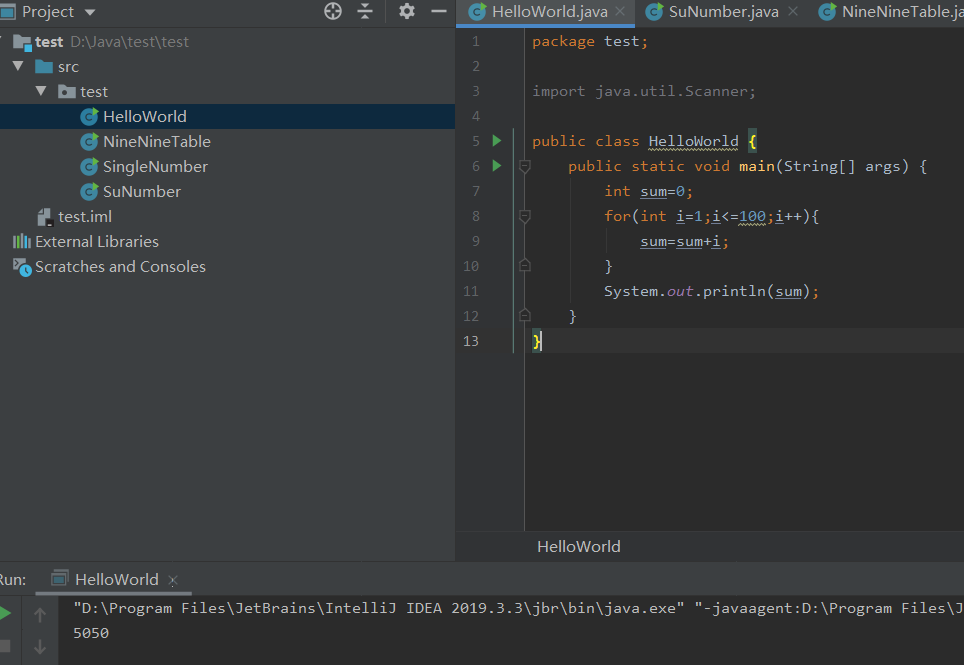 Project
HelloWorld.java SuNumber.java NineNineTable.ja
test D:\Java\test\test
src
test
HelloWorld
NineNineTable
SingleNumber
SuNumber
test.iml
External Libraries
Scratches and Consoles
1 package test;
2
3 import java.util.Scanner;
4
5 public class HelloWorld {
6 public static void main(String[] args) {
7 int sum=0;
8 for(int i=1;i<=100;i++){
9 sum=sum+i;
10 }
11 System.out.println(sum);
12 }
13 }
HelloWorld
Run: HelloWorld
"D:\Program Files\JetBrains\IntelliJ IDEA 2019.3.3\jbr\bin\java.exe" "-javaagent:D:\Program Files\J
5050